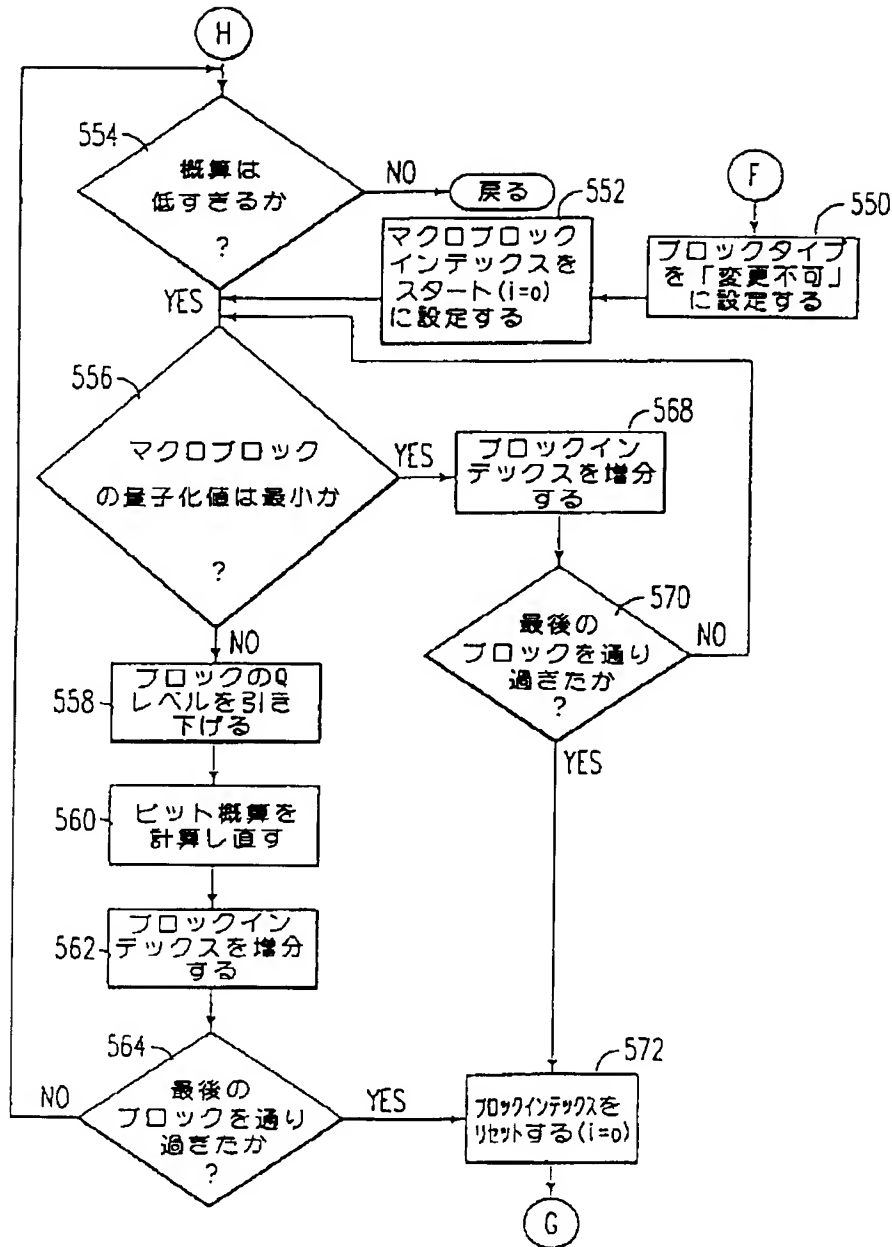 H
554
概算は
低すぎるか
?
NO
戻る
YES
F
550
ブロックタイプ
を「変更不可」
に設定する
552
マクロブロック
インテックスを
スタート(i=0)
に設定する
556
マクロブロック
の量子化値は最小か
?
YES
NO
568
ブロックイン
テックスを増分
する
570
最後の
ブロックを通り
過ぎたか
?
NO
YES
558
ブロックのQ
レベルを引き
下げる
560
ビット概算を
計算し直す
562
ブロックイン
テックスを増分
する
564
最後の
ブロックを通り
過ぎたか
?
NO
YES
572
ブロックインテックスを
リセットする(i=0)
G